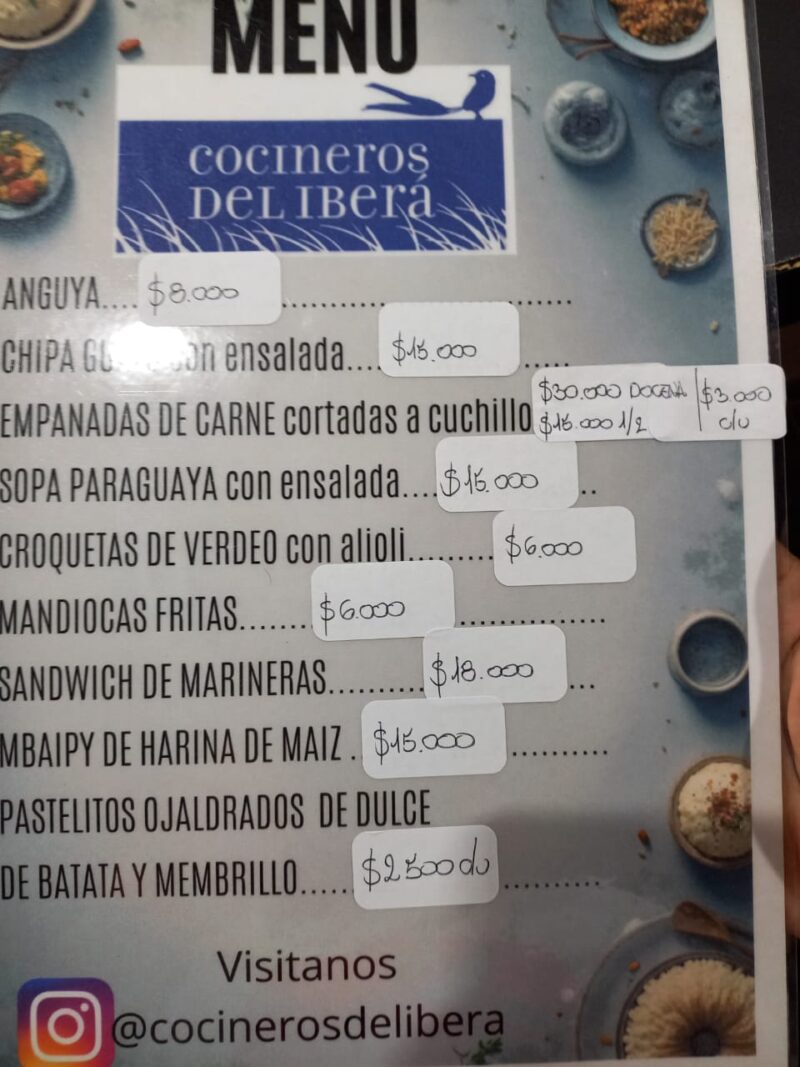 MENU
cocineros
DEL IBerá
ANGUYA.... $8.000 ..............................
CHIPA con ensalada.... $15.000 .....
EMPANADAS DE CARNE cortadas a cuchillo $30.000 DOCENA | $3.000
$15.000 1/2 c/u
SOPA PARAGUAYA con ensalada.... $15.000 ..
CROQUETAS DE VERDEO con alioli......... $6.000
MANDIOCAS FRITAS....... $6.000 ................
SANDWICH DE MARINERAS.......... $18.000 ...
MBAIPY DE HARINA DE MAIZ . $15.000 ..........
PASTELITOS OJALDRADOS DE DULCE
DE BATATA Y MEMBRILLO..... $2500 c/u ..........
Visitanos
@cocinerosdelibera